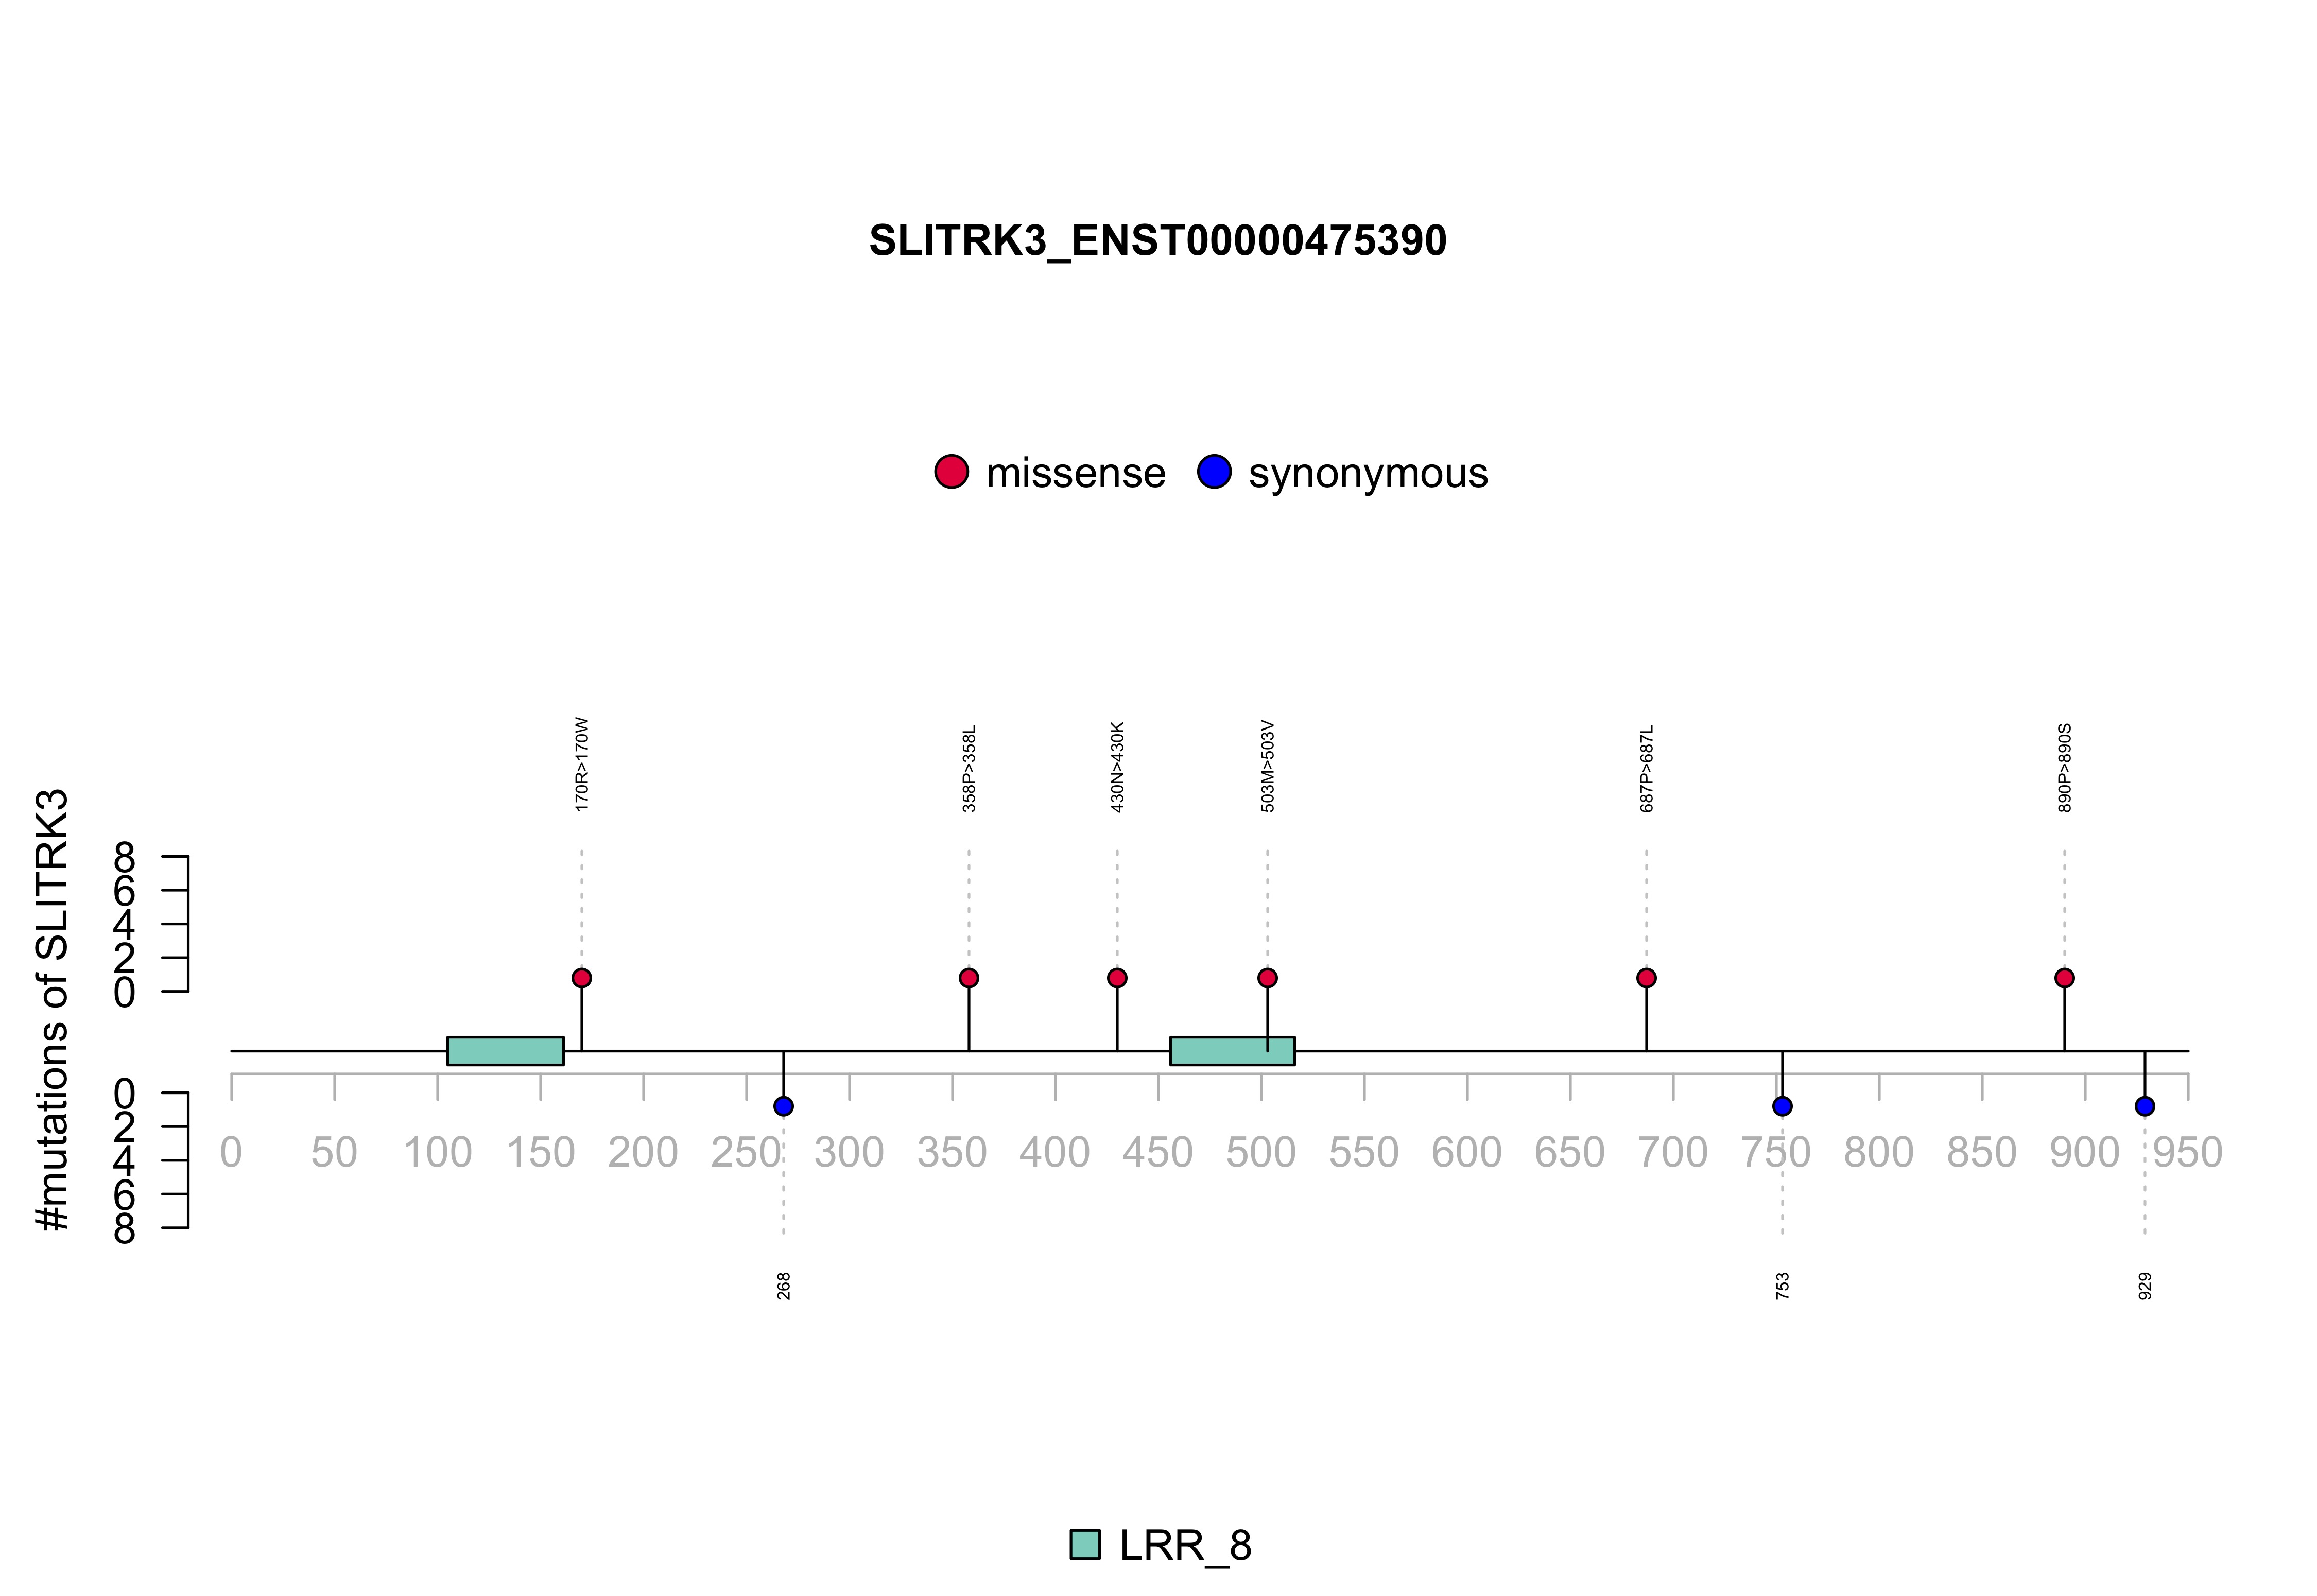 SLITRK3_ENST00000475390
missense synonymous
170R>170W
358P>358L
430N>430K
503M>503V
687P>687L
890P>890S
#mutations of SLITRK3
8
6
4
2
0
0
2
4
6
8
0 50 100 150 200 250 300 350 400 450 500 550 600 650 700 750 800 850 900 950
268
753
929
LRR_8